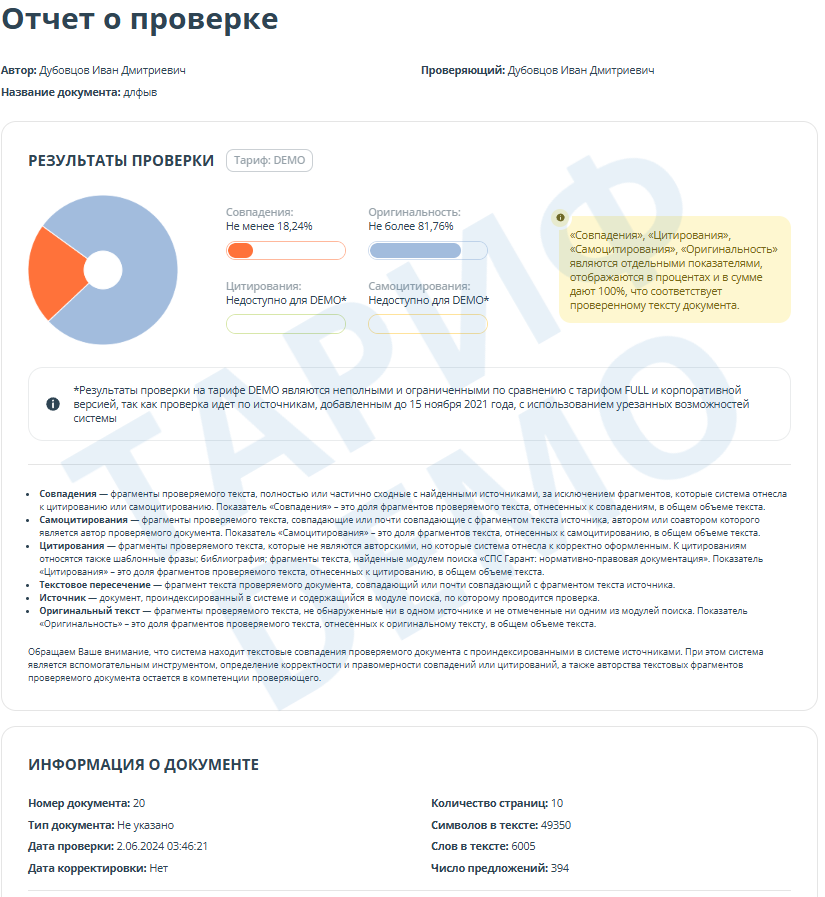 Отчет о проверке
Автор: Дубовцов Иван Дмитриевич
Проверяющий: Дубовцов Иван Дмитриевич
Название документа: длфыв
РЕЗУЛЬТАТЫ ПРОВЕРКИ
Тариф: DEMO
Совпадения:
Не менее 18,24%
Оригинальность:
Не более 81,76%
Цитирования:
Недоступно для DEMO*
Самоцитирования:
Недоступно для DEMO*
«Совпадения», «Цитирования»,
«Самоцитирования», «Оригинальность»
являются отдельными показателями,
отображаются в процентах и в сумме
дают 100%, что соответствует
проверенному тексту документа.
*Результаты проверки на тарифе DEMO являются неполными и ограниченными по сравнению с тарифом FULL и корпоративной
версией, так как проверка идет по источникам, добавленным до 15 ноября 2021 года, с использованием урезанных возможностей
системы
ТАРИФ
DEMO
• Совпадения — фрагменты проверяемого текста, полностью или частично сходные с найденными источниками, за исключением фрагментов, которые система отнесла
к цитированию или самоцитированию. Показатель «Совпадения» – это доля фрагментов проверяемого текста, отнесенных к совпадениям, в общем объеме текста.
• Самоцитирования — фрагменты проверяемого текста, совпадающие или почти совпадающие с фрагментом текста источника, автором или соавтором которого
является автор проверяемого документа. Показатель «Самоцитирования» – это доля фрагментов текста, отнесенных к самоцитированию, в общем объеме текста.
• Цитирования — фрагменты проверяемого текста, которые не являются авторскими, но которые система отнесла к корректно оформленным. К цитированиям
относятся также шаблонные фразы; библиография; фрагменты текста, найденные модулем поиска «СПС Гарант: нормативно-правовая документация». Показатель
«Цитирования» – это доля фрагментов проверяемого текста, отнесенных к цитированию, в общем объеме текста.
• Текстовое пересечение — фрагмент текста проверяемого документа, совпадающий или почти совпадающий с фрагментом текста источника.
• Источник — документ, проиндексированный в системе и содержащийся в модуле поиска, по которому проводится проверка.
• Оригинальный текст — фрагменты проверяемого текста, не обнаруженные ни в одном источнике и не отмеченные ни одним из модулей поиска. Показатель
«Оригинальность» – это доля фрагментов проверяемого текста, отнесенных к оригинальному тексту, в общем объеме текста.
Обращаем Ваше внимание, что система находит текстовые совпадения проверяемого документа с проиндексированными в системе источниками. При этом система
является вспомогательным инструментом, определение корректности и правомерности совпадений или цитирований, а также авторства текстовых фрагментов
проверяемого документа остается в компетенции проверяющего.
ИНФОРМАЦИЯ О ДОКУМЕНТЕ
Номер документа: 20
Количество страниц: 10
Тип документа: Не указано
Символов в тексте: 49350
Дата проверки: 2.06.2024 03:46:21
Слов в тексте: 6005
Дата корректировки: Нет
Число предложений: 394